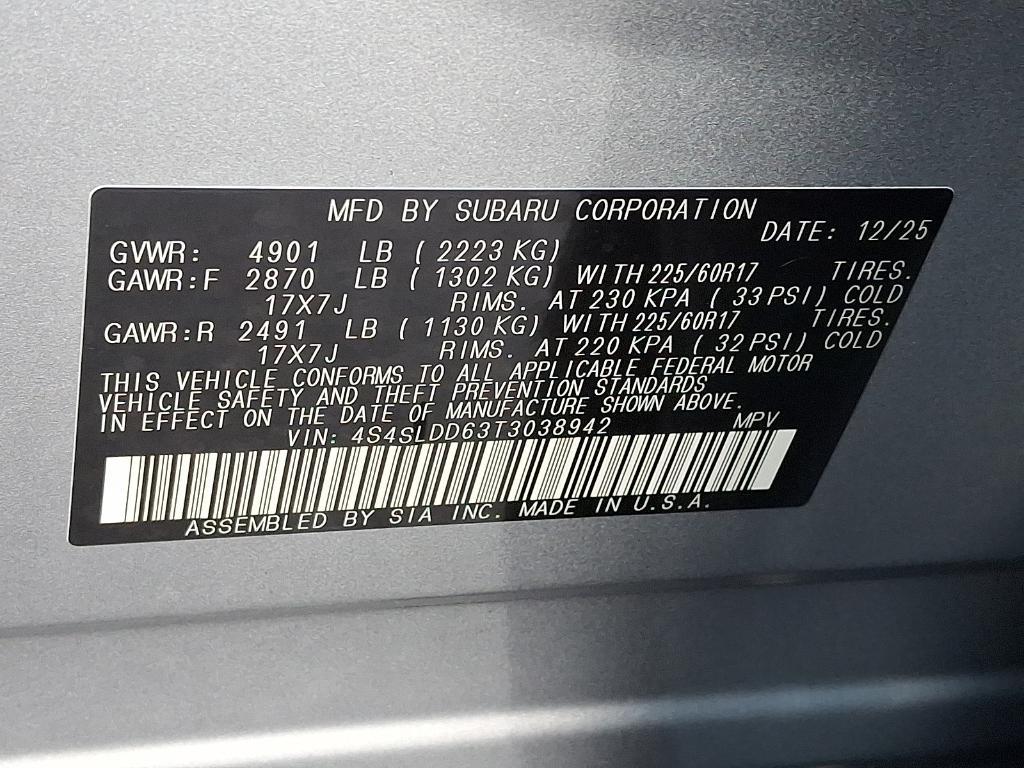 MFD BY SUBARU CORPORATION
DATE: 12/25
GVWR: 4901 LB ( 2223 KG)
GAWR:F 2870 LB ( 1302 KG) WITH 225/60R17 TIRES.
17X7J RIMS. AT 230 KPA ( 33 PSI) COLD
GAWR:R 2491 LB ( 1130 KG) WITH 225/60R17 TIRES.
17X7J RIMS. AT 220 KPA ( 32 PSI) COLD
THIS VEHICLE CONFORMS TO ALL APPLICABLE FEDERAL MOTOR
VEHICLE SAFETY AND THEFT PREVENTION STANDARDS
IN EFFECT ON THE DATE OF MANUFACTURE SHOWN ABOVE.
VIN: 4S4SLDD63T3038942 MPV
ASSEMBLED BY SIA INC. MADE IN U.S.A.